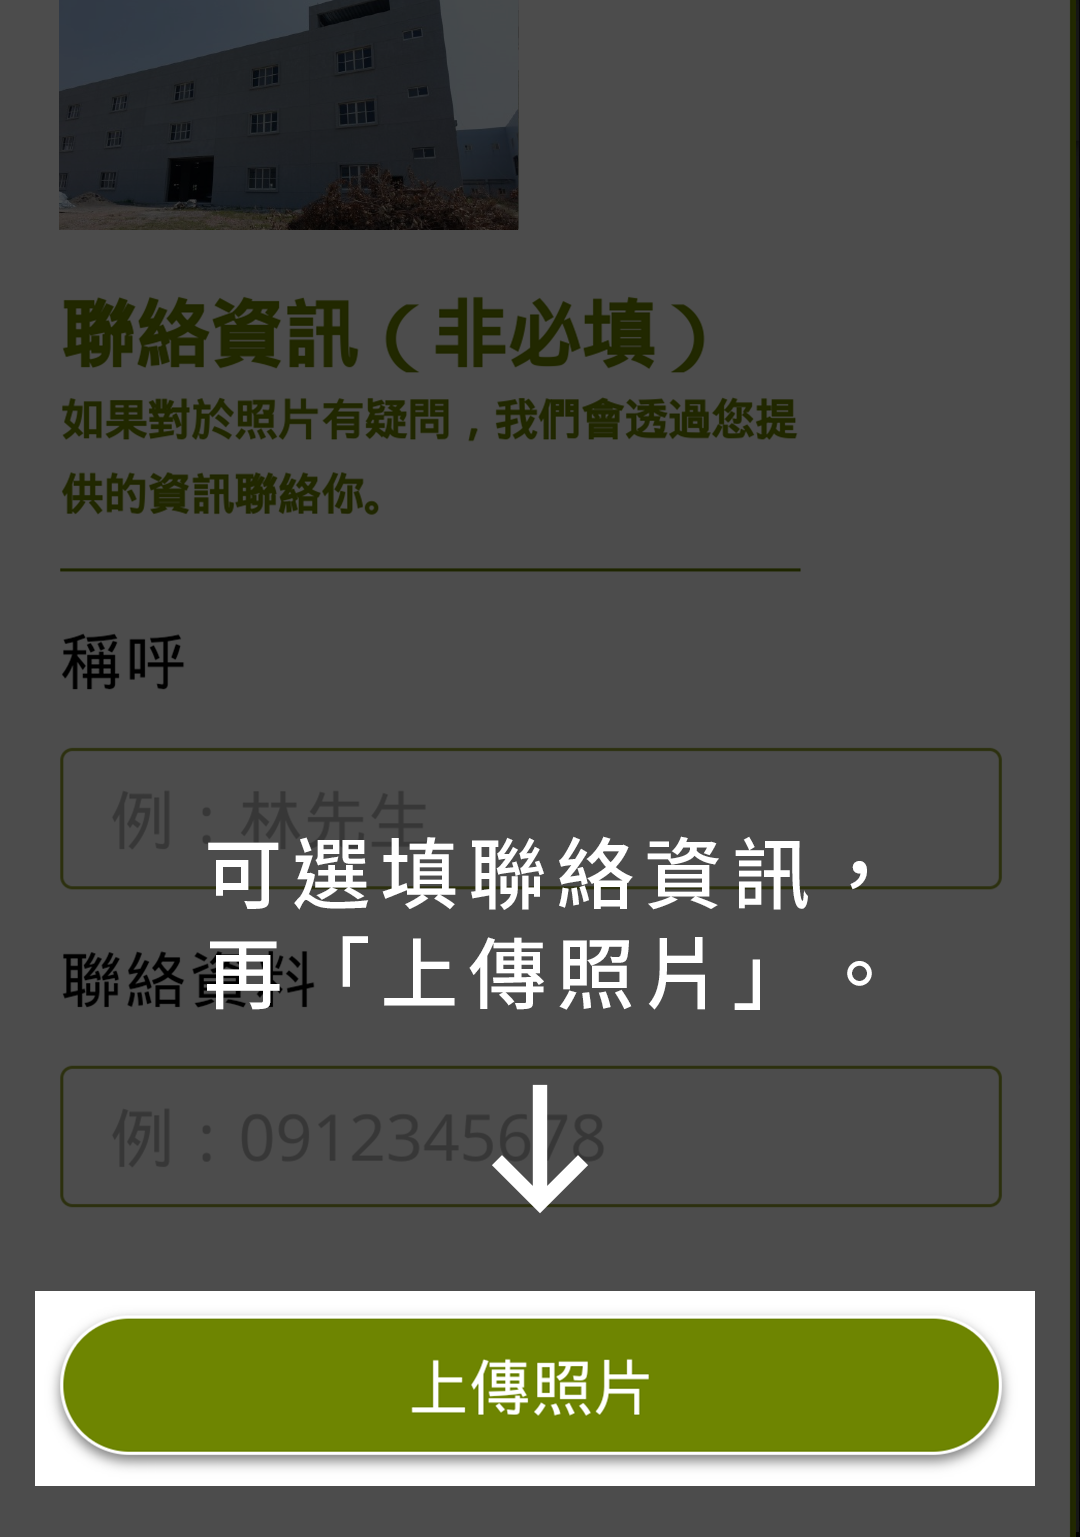 聯絡資訊（非必填）
如果對於照片有疑問，我們會透過您提
供的資訊聯絡你。
稱呼
例：林先生
可選填聯絡資訊，
再「上傳照片」。
聯絡資料
例：0912345678
上傳照片